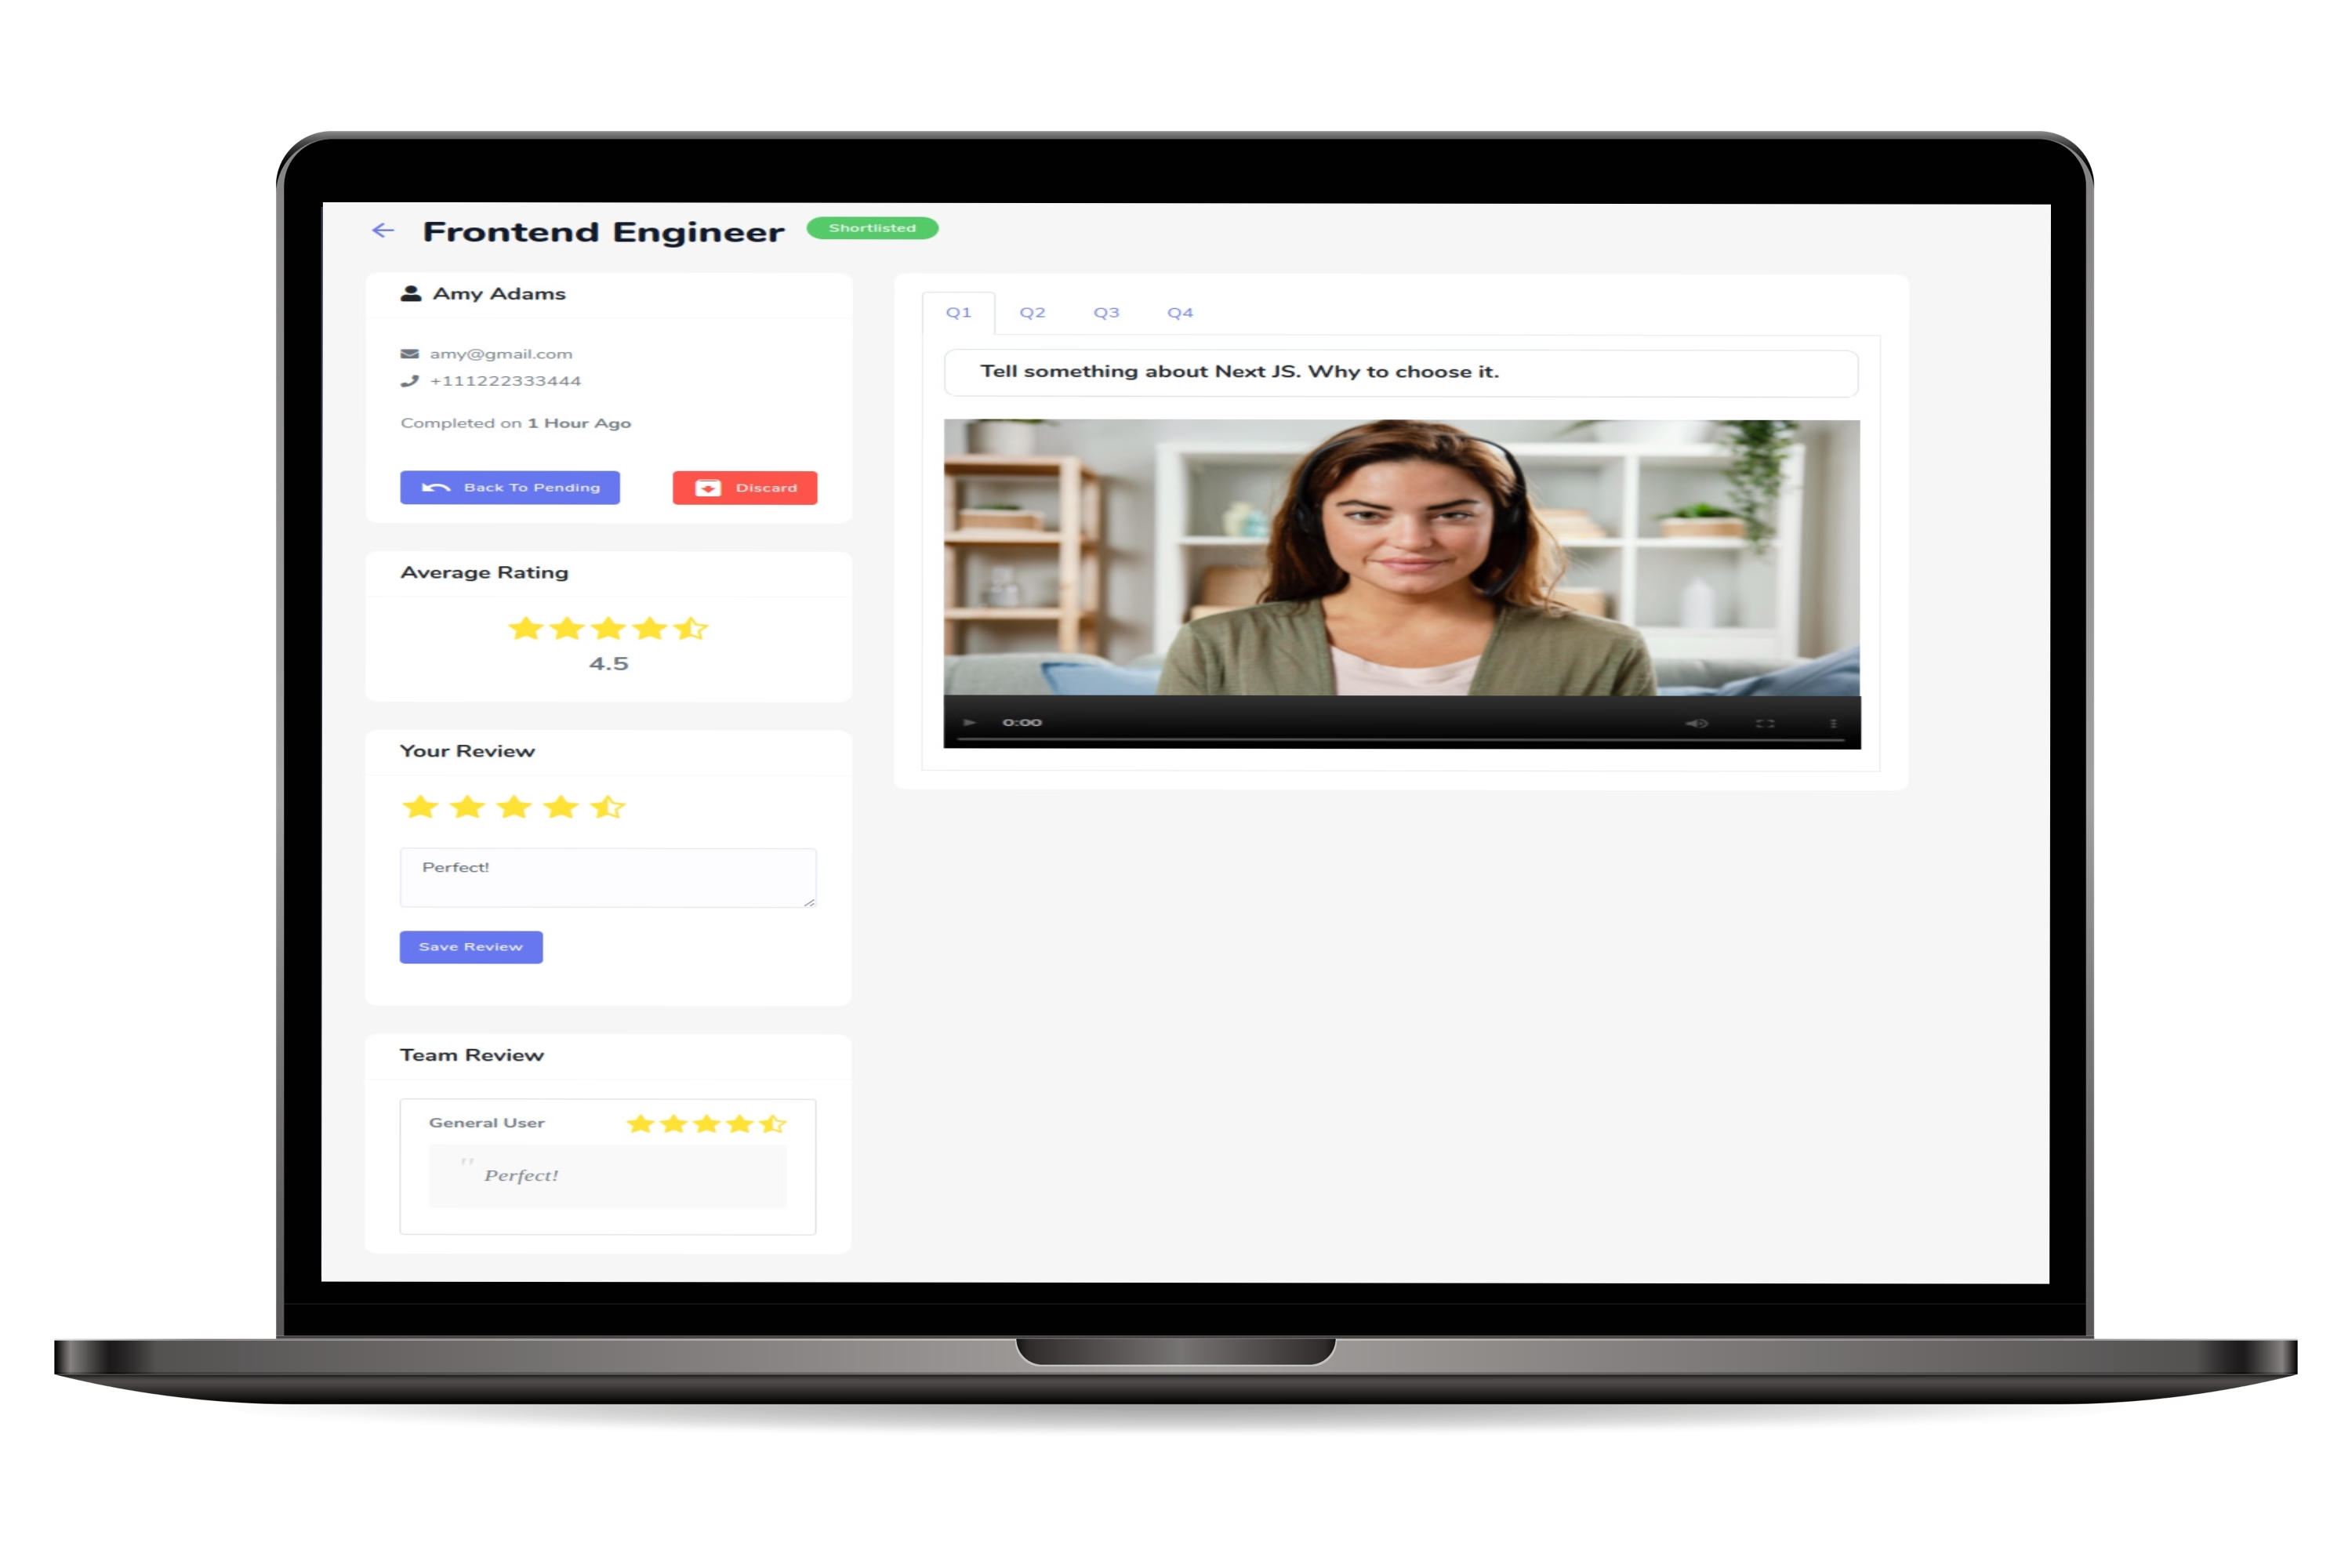 Frontend Engineer
Shortlisted
Amy Adams
amy@gmail.com
+111222333444
Completed on 1 Hour Ago
Back To Pending
Discard
Average Rating
4.5
Your Review
Perfect!
Save Review
Team Review
General User
" Perfect!
Q1 Q2 Q3 Q4
Tell something about Next JS. Why to choose it.
0:00